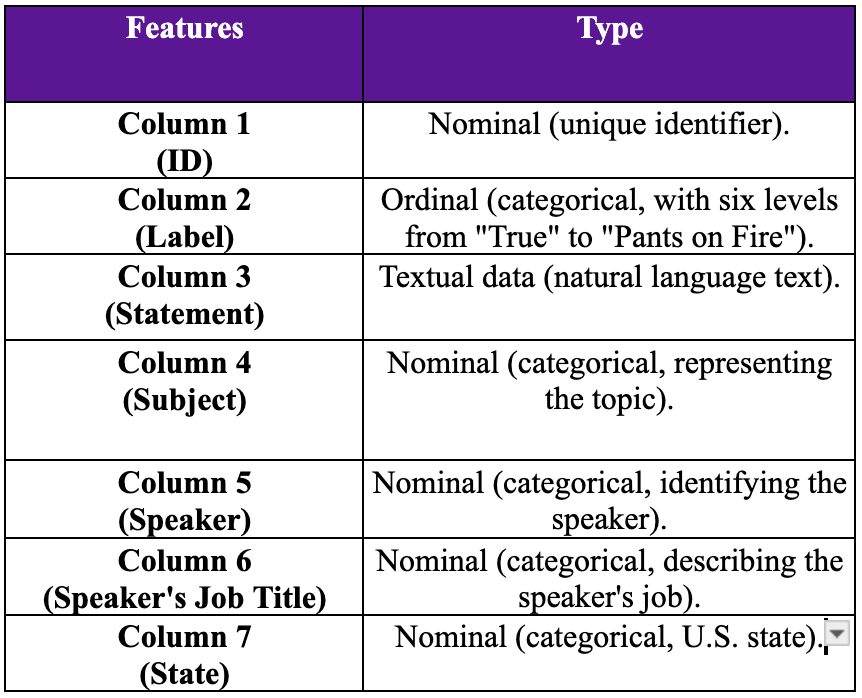 Features
Type
Column 1
(ID)
Nominal (unique identifier).
Column 2
(Label)
Ordinal (categorical, with six levels
from "True" to "Pants on Fire").
Column 3
(Statement)
Textual data (natural language text).
Column 4
(Subject)
Nominal (categorical, representing
the topic).
Column 5
(Speaker)
Nominal (categorical, identifying the
speaker).
Column 6
(Speaker's Job Title)
Nominal (categorical, describing the
speaker's job).
Column 7
(State)
Nominal (categorical, U.S. state).